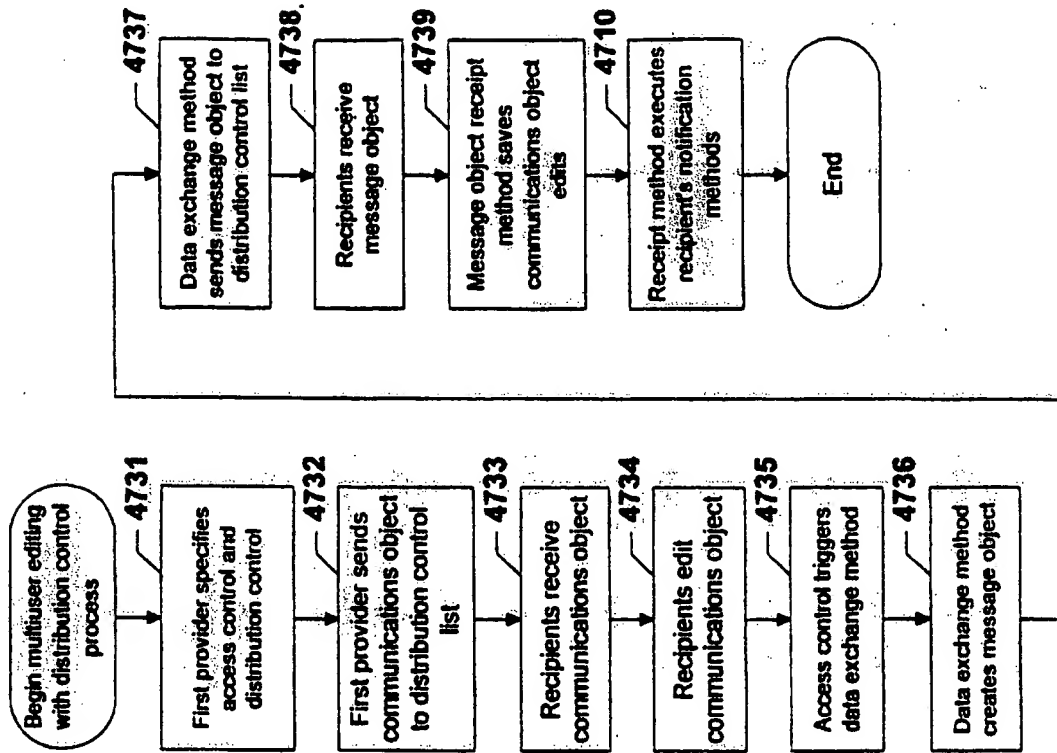 Begin multiuser editing
with distribution control
process
4731
First provider specifies
access control and
distribution control
4732
First provider sends
communications object
to distribution control
list
4733
Recipients receive
communications object
4734
Recipients edit
communications object
4735
Access control triggers
data exchange method
4736
Data exchange method
creates message object
4737
Data exchange method
sends message object to
distribution control list
4738
Recipients receive
message object
4739
Message object receipt
method saves
communications object
edits
4710
Receipt method executes
recipient's notification
methods
End